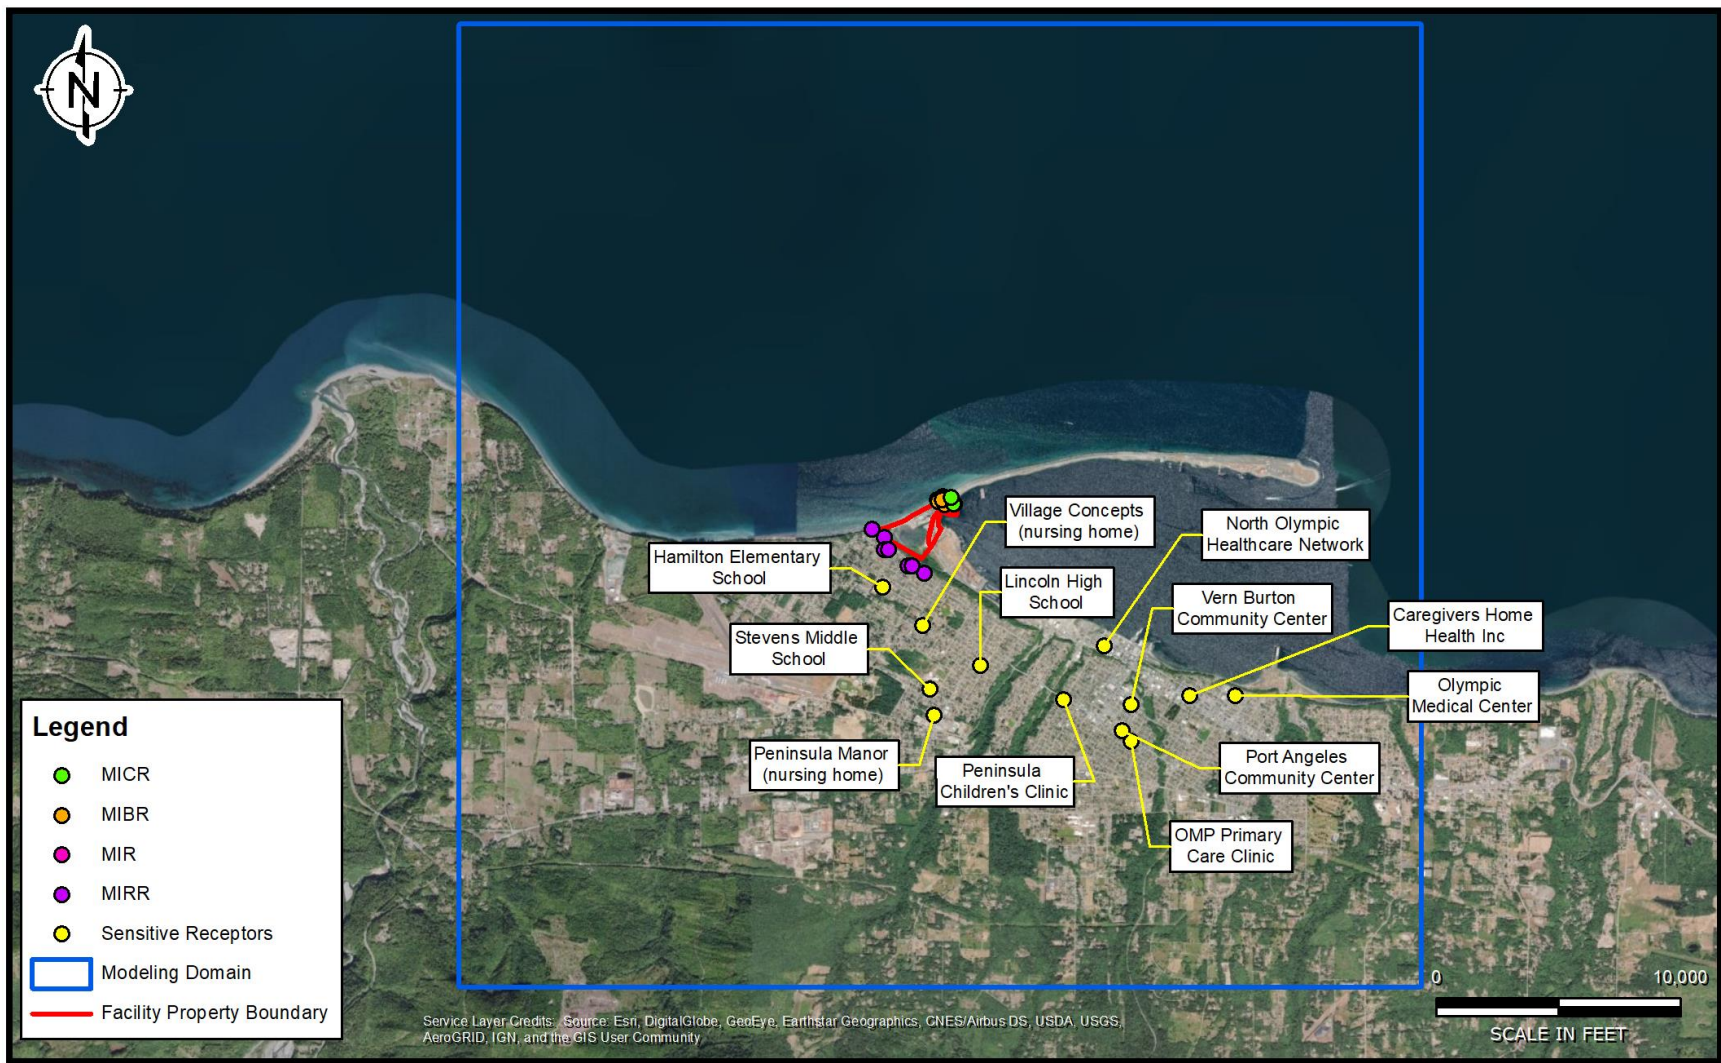 N
Village Concepts
(nursing home)
North Olympic
Healthcare Network
Hamilton Elementary
School
Lincoln High
School
Vern Burton
Community Center
Caregivers Home
Health Inc
Stevens Middle
School
Olympic
Medical Center
Peninsula Manor
(nursing home)
Peninsula
Children's Clinic
Port Angeles
Community Center
OMP Primary
Care Clinic
Legend
MICR
MIBR
MIR
MIRR
Sensitive Receptors
Modeling Domain
Facility Property Boundary
0 10,000
SCALE IN FEET
Service Layer Credits: Source: Esri, DigitalGlobe, GeoEye, Earthstar Geographics, CNES/Airbus DS, USDA, USGS,
AeroGRID, IGN, and the GIS User Community